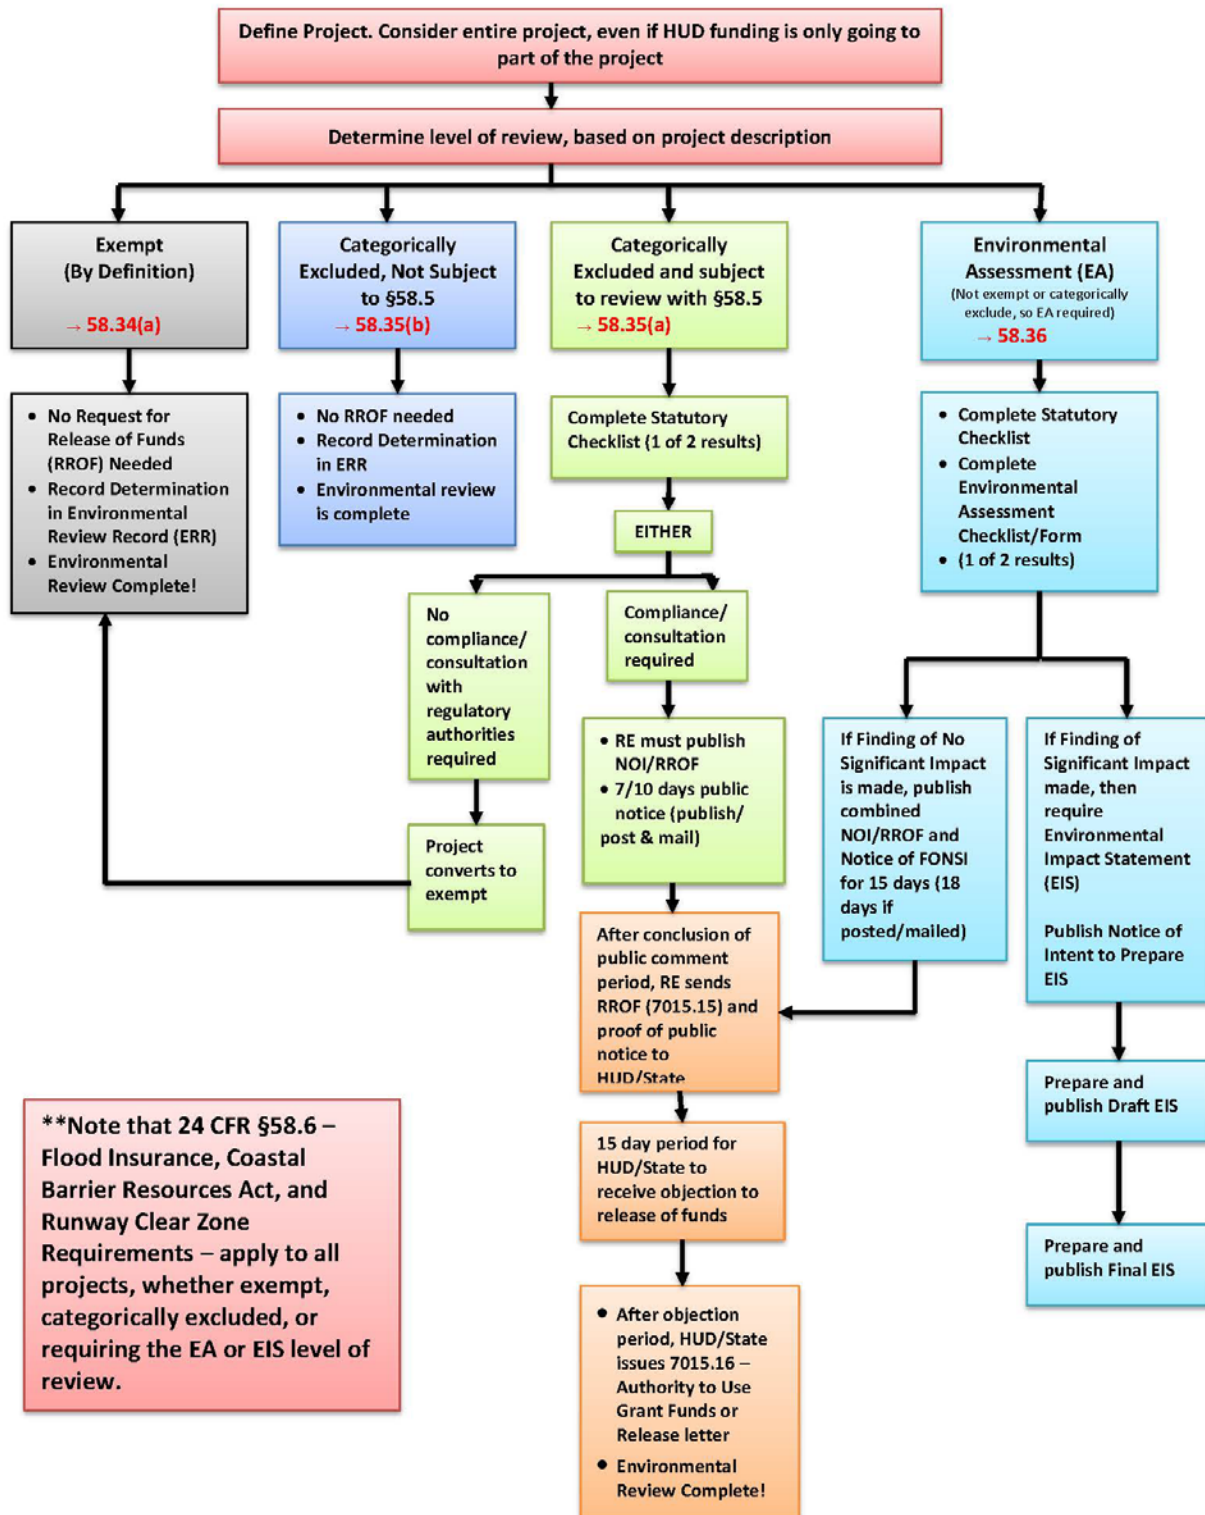 Define Project. Consider entire project, even if HUD funding is only going to
part of the project
Determine level of review, based on project description
Exempt
(By Definition)
→ 58.34(a)
Categorically
Excluded, Not Subject
to §58.5
→ 58.35(b)
Categorically
Excluded and subject
to review with §58.5
→ 58.35(a)
Environmental
Assessment (EA)
(Not exempt or categorically
exclude, so EA required)
→ 58.36
• No Request for
Release of Funds
(RROF) Needed
• Record Determination
in Environmental
Review Record (ERR)
• Environmental
Review Complete!
• No RROF needed
• Record Determination
in ERR
• Environmental review
is complete
Complete Statutory
Checklist (1 of 2 results)
• Complete Statutory
Checklist
• Complete
Environmental
Assessment
Checklist/Form
• (1 of 2 results)
EITHER
No
compliance/
consultation
with
regulatory
authorities
required
Compliance/
consultation
required
Project
converts to
exempt
• RE must publish
NOI/RROF
• 7/10 days public
notice (publish/
post & mail)
If Finding of No
Significant Impact
is made, publish
combined
NOI/RROF and
Notice of FONSI
for 15 days (18
days if
posted/mailed)
If Finding of
Significant Impact
made, then
require
Environmental
Impact Statement
(EIS)
Publish Notice of
Intent to Prepare
EIS
After conclusion of
public comment
period, RE sends
RROF (7015.15) and
proof of public
notice to
HUD/State
Prepare and
publish Draft EIS
15 day period for
HUD/State to
receive objection to
release of funds
Prepare and
publish Final EIS
• After objection
period, HUD/State
issues 7015.16 –
Authority to Use
Grant Funds or
Release letter
• Environmental
Review Complete!
**Note that 24 CFR §58.6 –
Flood Insurance, Coastal
Barrier Resources Act, and
Runway Clear Zone
Requirements – apply to all
projects, whether exempt,
categorically excluded, or
requiring the EA or EIS level of
review.